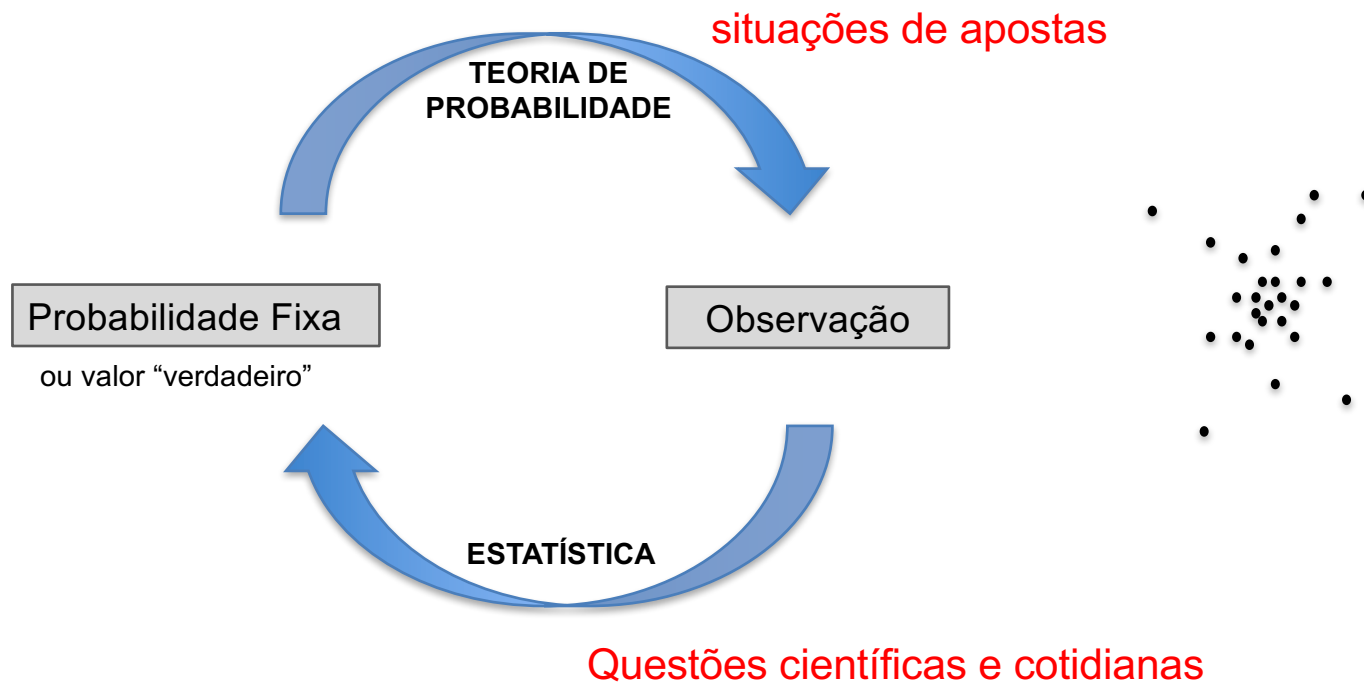 situações de apostas
TEORIA DE
PROBABILIDADE
Probabilidade Fixa
ou valor “verdadeiro”
Observação
ESTATÍSTICA
Questões científicas e cotidianas